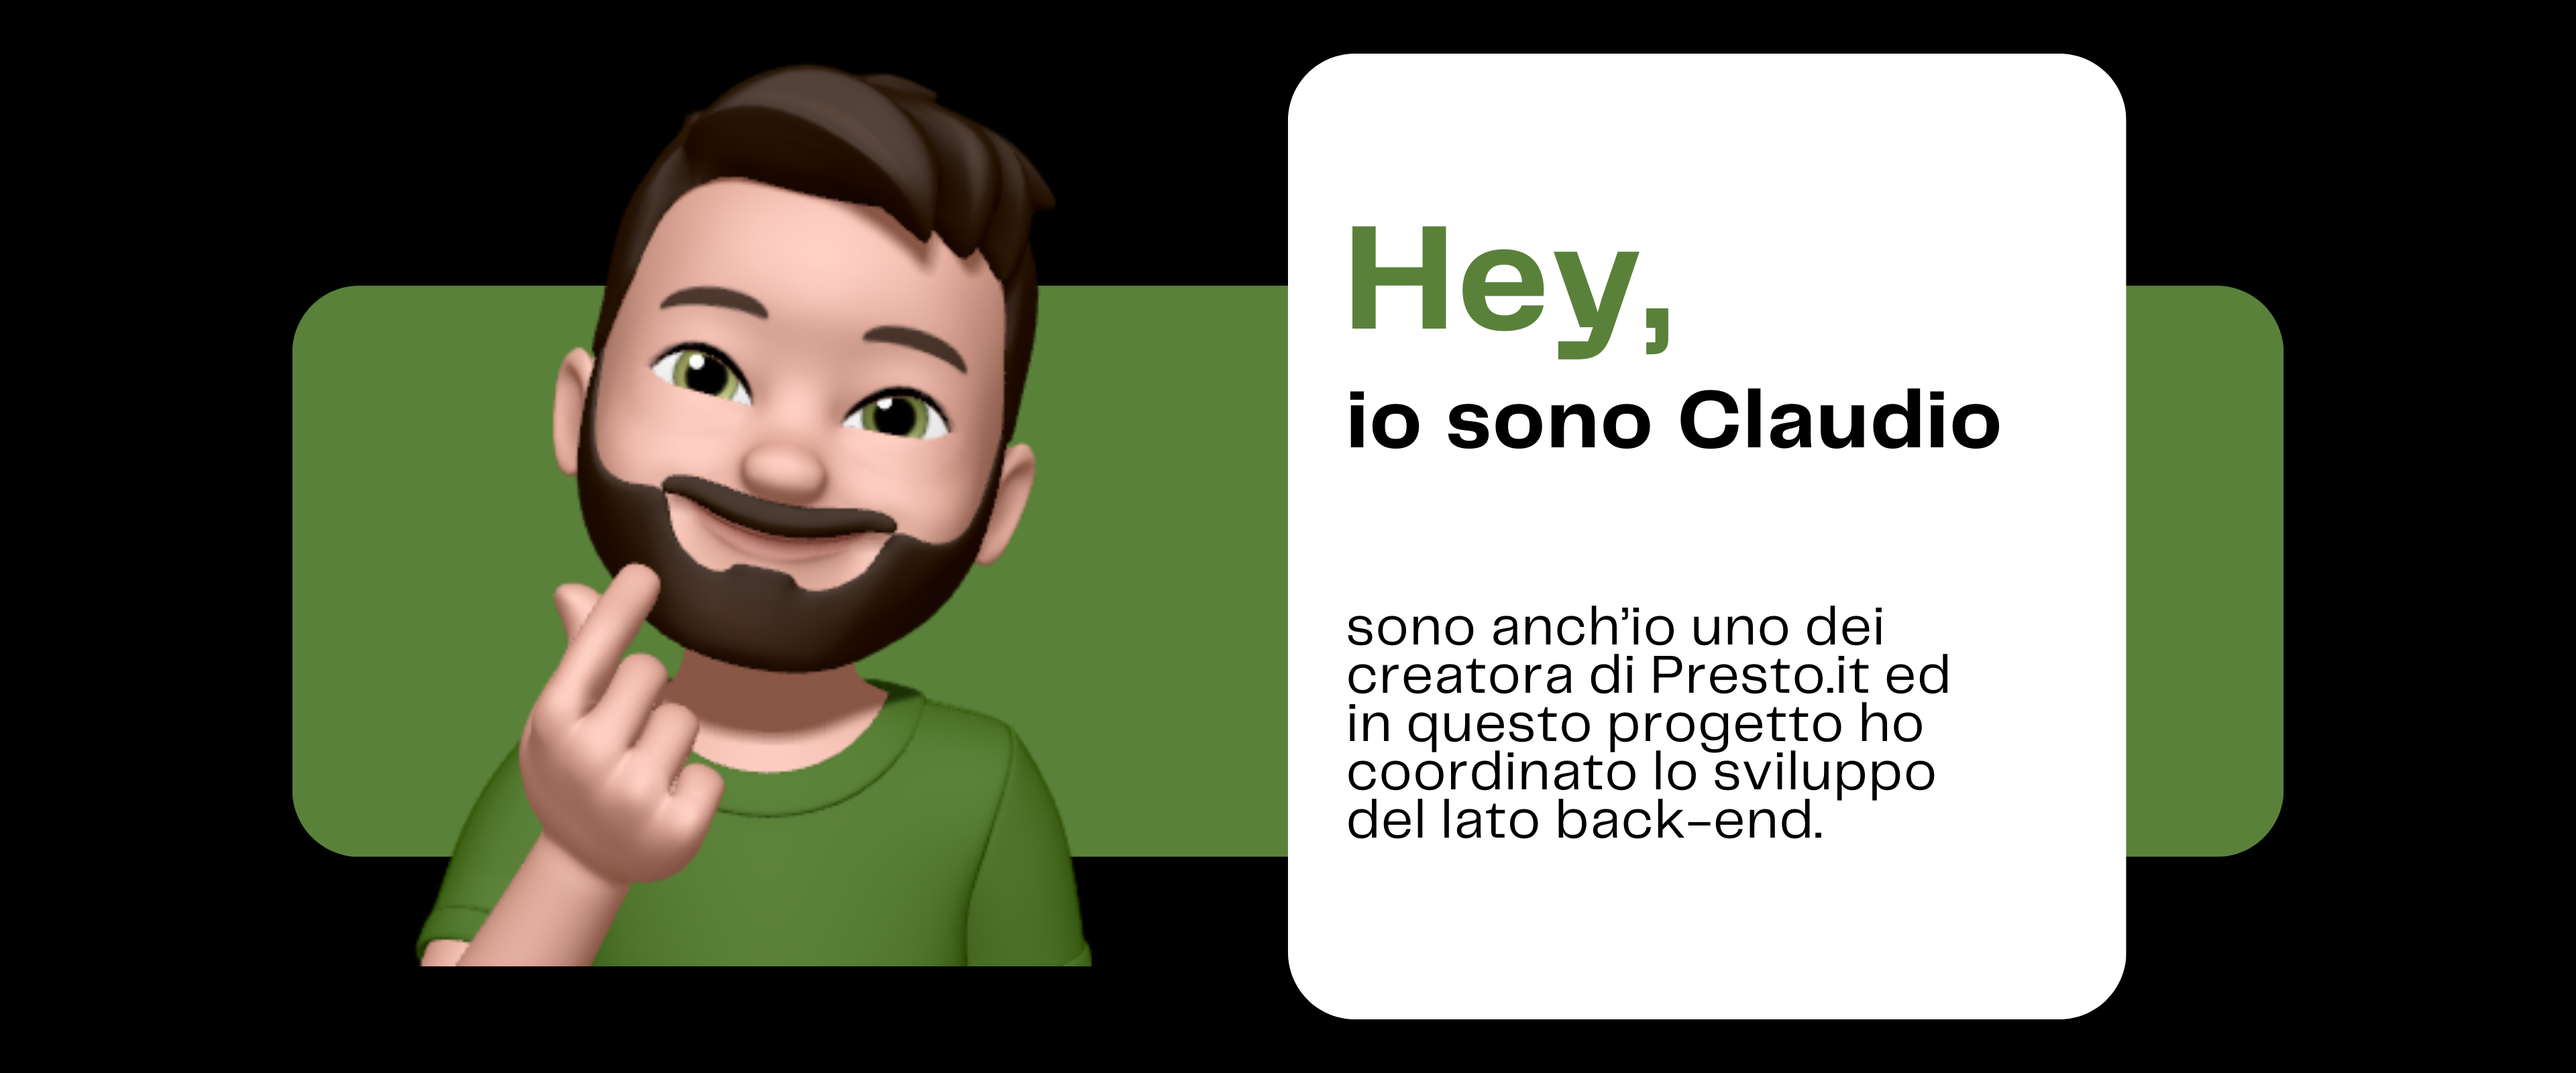 Hey,
io sono Claudio
sono anch’io uno dei
creatora di Presto.it ed
in questo progetto ho
coordinato lo sviluppo
del lato back-end.